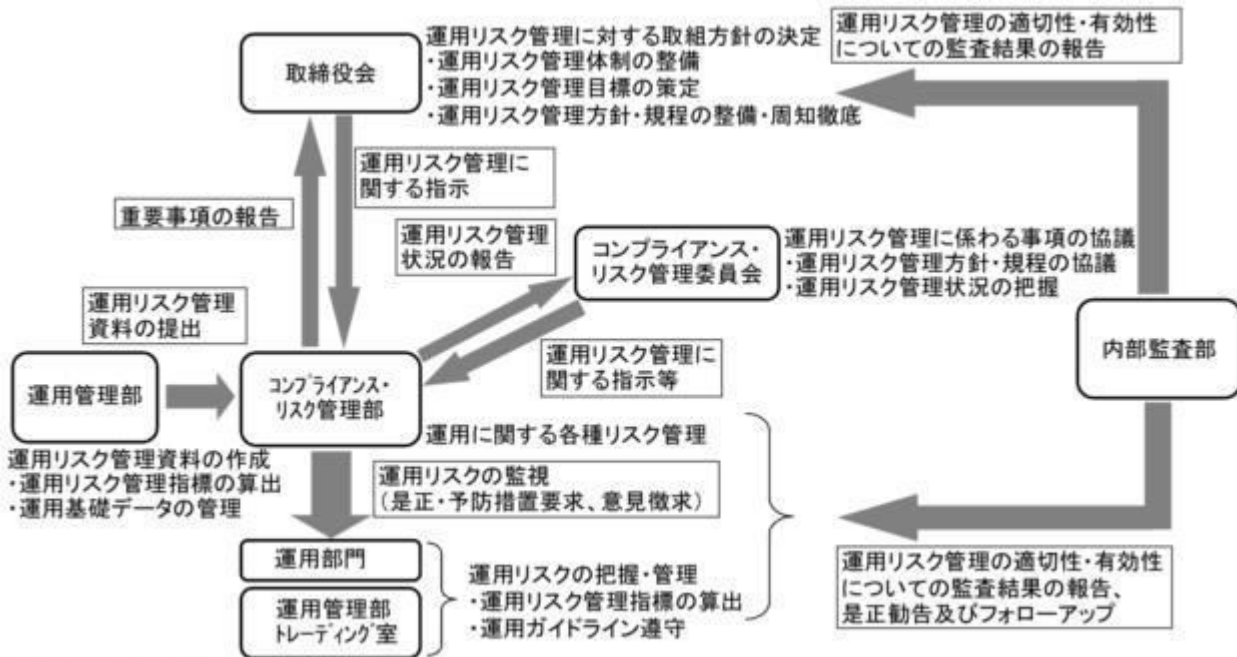 取締役会
運用リスク管理に対する取組方針の決定
・運用リスク管理体制の整備
・運用リスク管理目標の策定
・運用リスク管理方針・規程の整備・周知徹底
運用リスク管理の適切性・有効性
についての監査結果の報告
重要事項の報告
運用リスク管理に
関する指示
運用リスク管理
状況の報告
コンプライアンス・
リスク管理委員会
運用リスク管理に係わる事項の協議
・運用リスク管理方針・規程の協議
・運用リスク管理状況の把握
運用リスク管理
資料の提出
運用リスク管理に
関する指示等
内部監査部
運用管理部
コンプライアンス・
リスク管理部
運用に関する各種リスク管理
運用リスク管理資料の作成
・運用リスク管理指標の算出
・運用基礎データの管理
運用リスクの監視
(是正・予防措置要求、意見徴求)
運用部門
運用管理部
トレーディング室
運用リスクの把握・管理
・運用リスク管理指標の算出
・運用ガイドライン遵守
運用リスク管理の適切性・有効性
についての監査結果の報告、
是正勧告及びフォローアップ